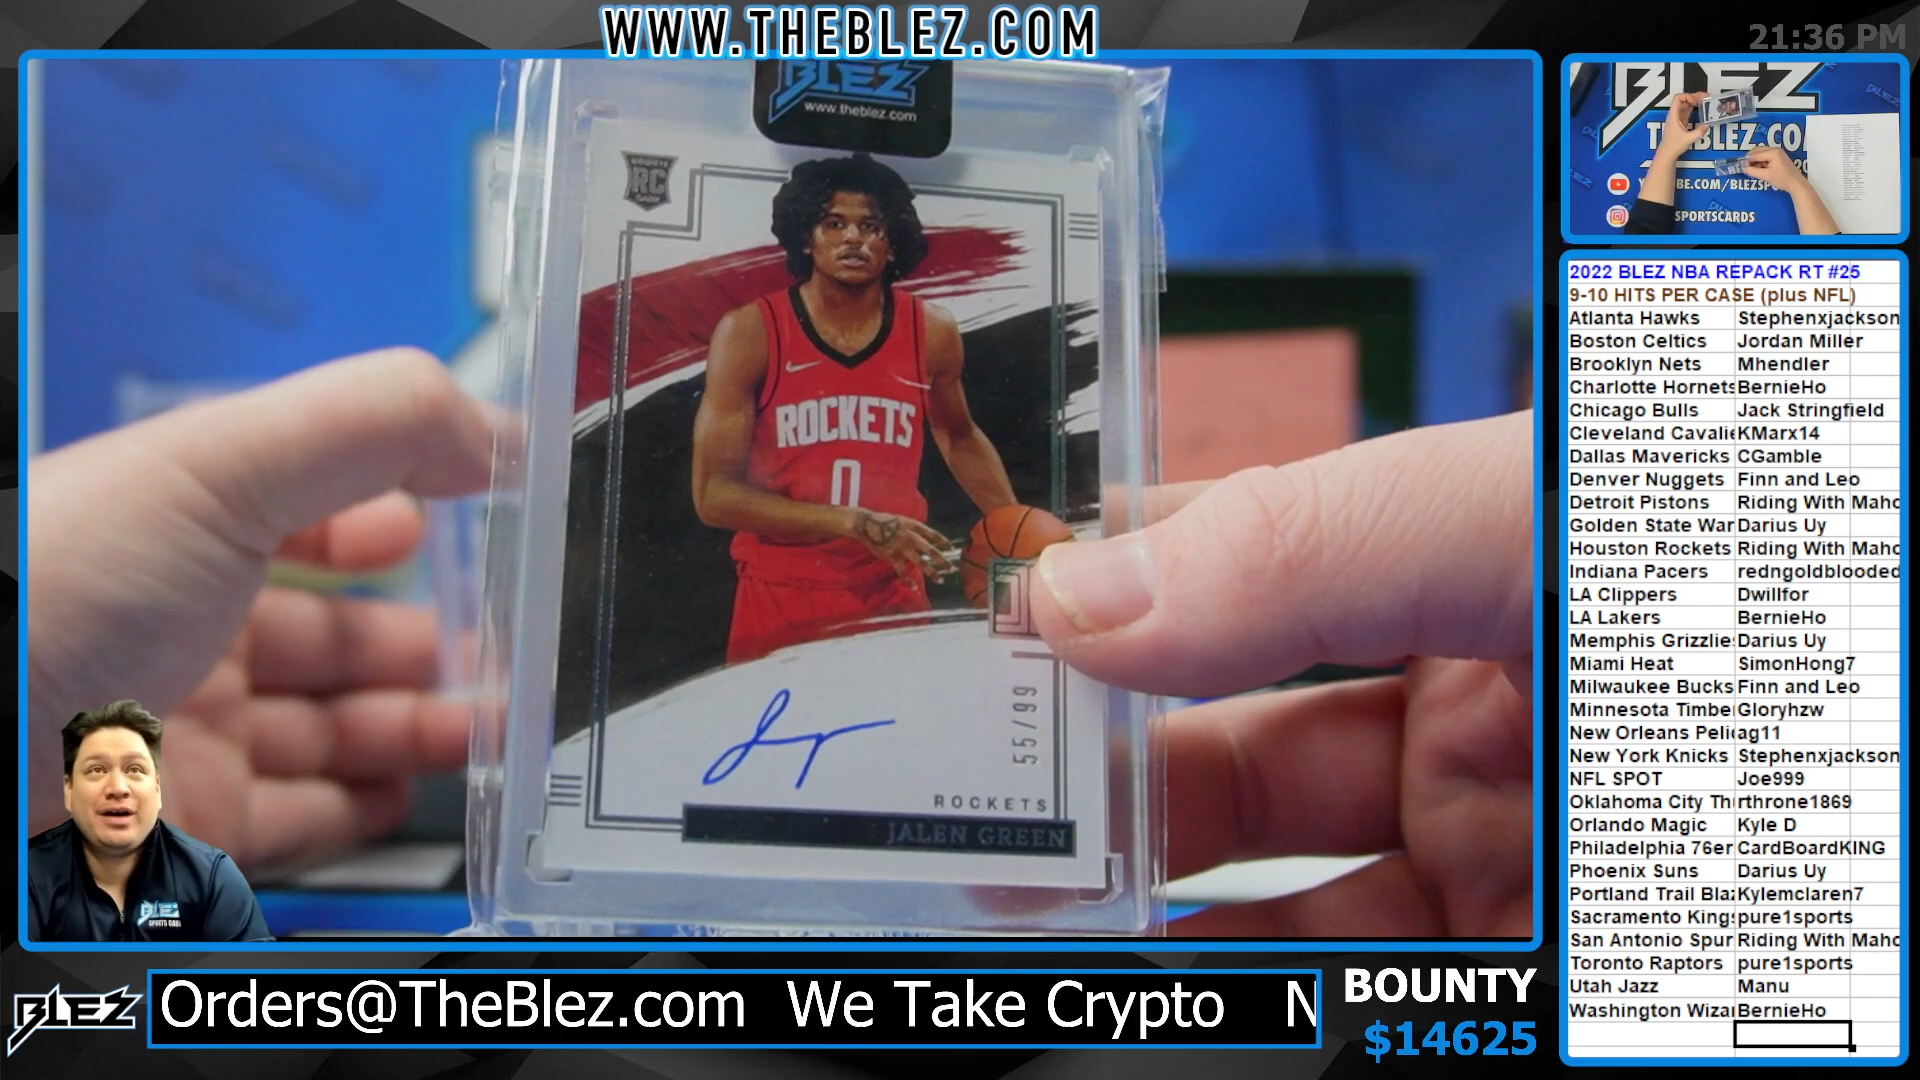 WWW.THEBLEZ.COM
21:36 PM
BLEZ
www.theblez.com
RC
ROCKETS
0
55/99
ROCKETS
JALEN GREEN
BLEZ
SPORTS CARDS
BLEZ
SPORTSCARDS
2022 BLEZ NBA REPACK RT #25
9-10 HITS PER CASE (plus NFL)
Atlanta Hawks Stephenxjackson
Boston Celtics Jordan Miller
Brooklyn Nets Mhendler
Charlotte Hornets BernieHo
Chicago Bulls Jack Stringfield
Cleveland Cavalie KMarx14
Dallas Mavericks CGamble
Denver Nuggets Finn and Leo
Detroit Pistons Riding With Maho
Golden State War Darius Uy
Houston Rockets Riding With Maho
Indiana Pacers redngoldblooded
LA Clippers Dwillfor
LA Lakers BernieHo
Memphis Grizzlie Darius Uy
Miami Heat SimonHong7
Milwaukee Bucks Finn and Leo
Minnesota Timbe Gloryhzw
New Orleans Peli ag11
New York Knicks Stephenxjackson
NFL SPOT Joe999
Oklahoma City Th rthrone1869
Orlando Magic Kyle D
Philadelphia 76er CardBoardKING
Phoenix Suns Darius Uy
Portland Trail Bla Kylemclaren7
Sacramento Kings pure1sports
San Antonio Spur Riding With Maho
Toronto Raptors pure1sports
Utah Jazz Manu
Washington Wiza BernieHo
BLEZ
Orders@TheBlez.com We Take Crypto N
BOUNTY
$14625